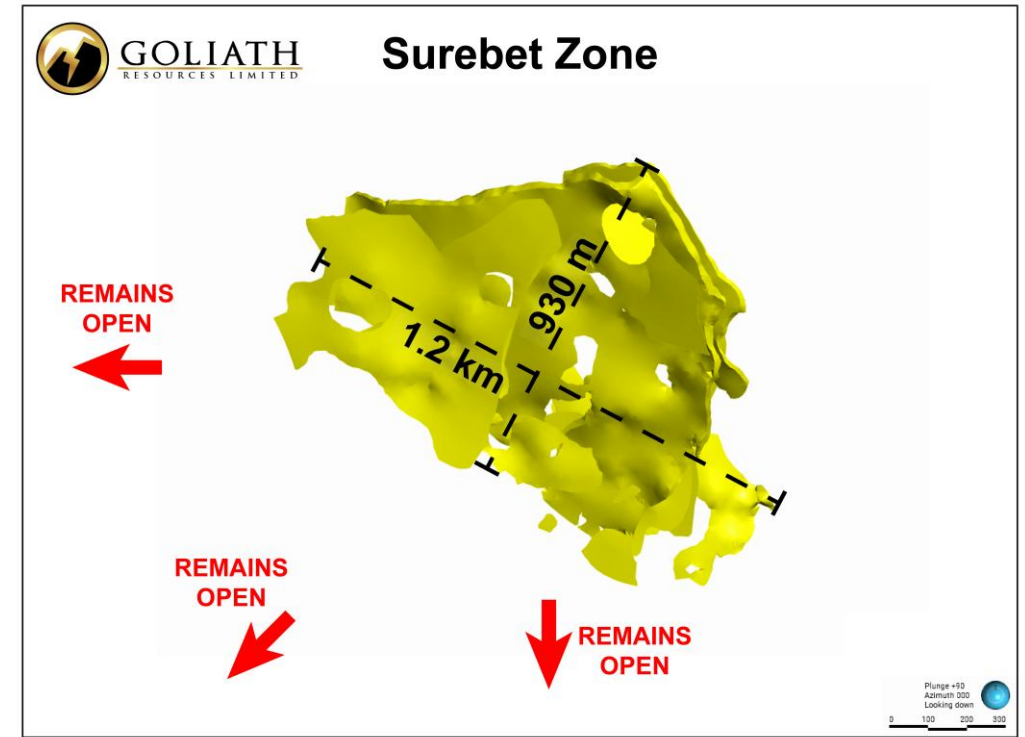 GOLIATH
RESOURCES LIMITED
Surebet Zone
930 m
1.2 km
REMAINS
OPEN
REMAINS
OPEN
REMAINS
OPEN
Plunge +90
Azimuth 000
Looking down
0 100 200 300